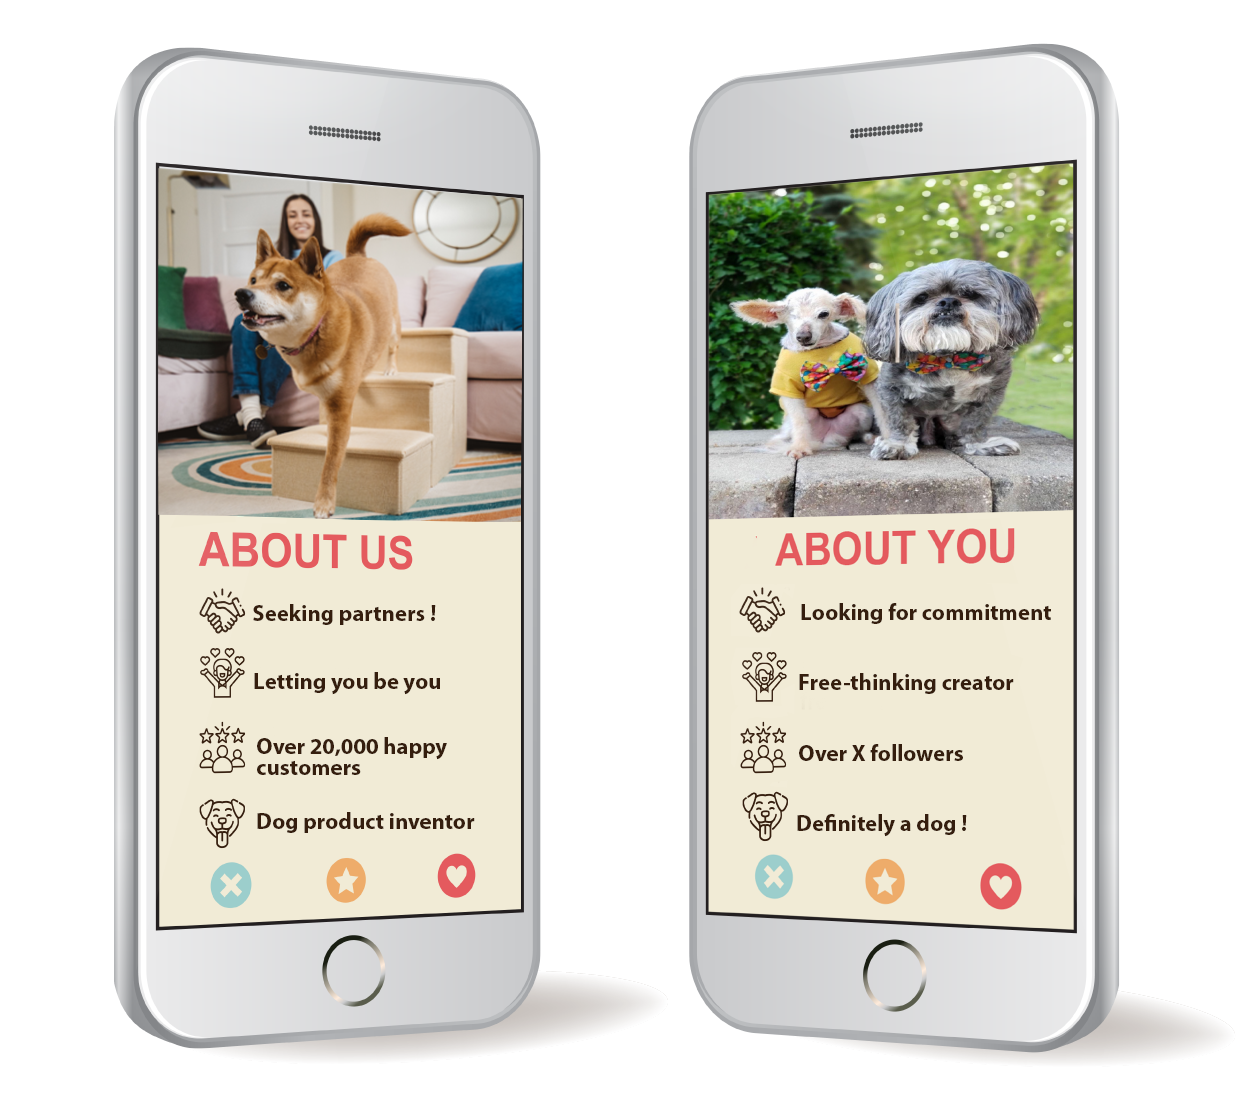 ABOUT US
Seeking partners !
Letting you be you
Over 20,000 happy
customers
Dog product inventor
ABOUT YOU
Looking for commitment
Free-thinking creator
Over X followers
Definitely a dog !